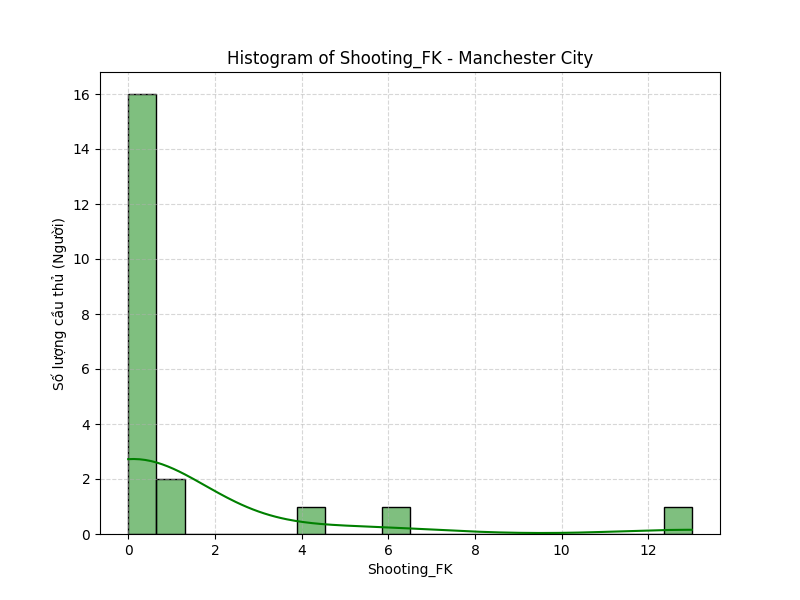 Histogram of Shooting_FK - Manchester City
Số lượng cầu thủ (Người)
16
14
12
10
8
6
4
2
0
0 2 4 6 8 10 12
Shooting_FK